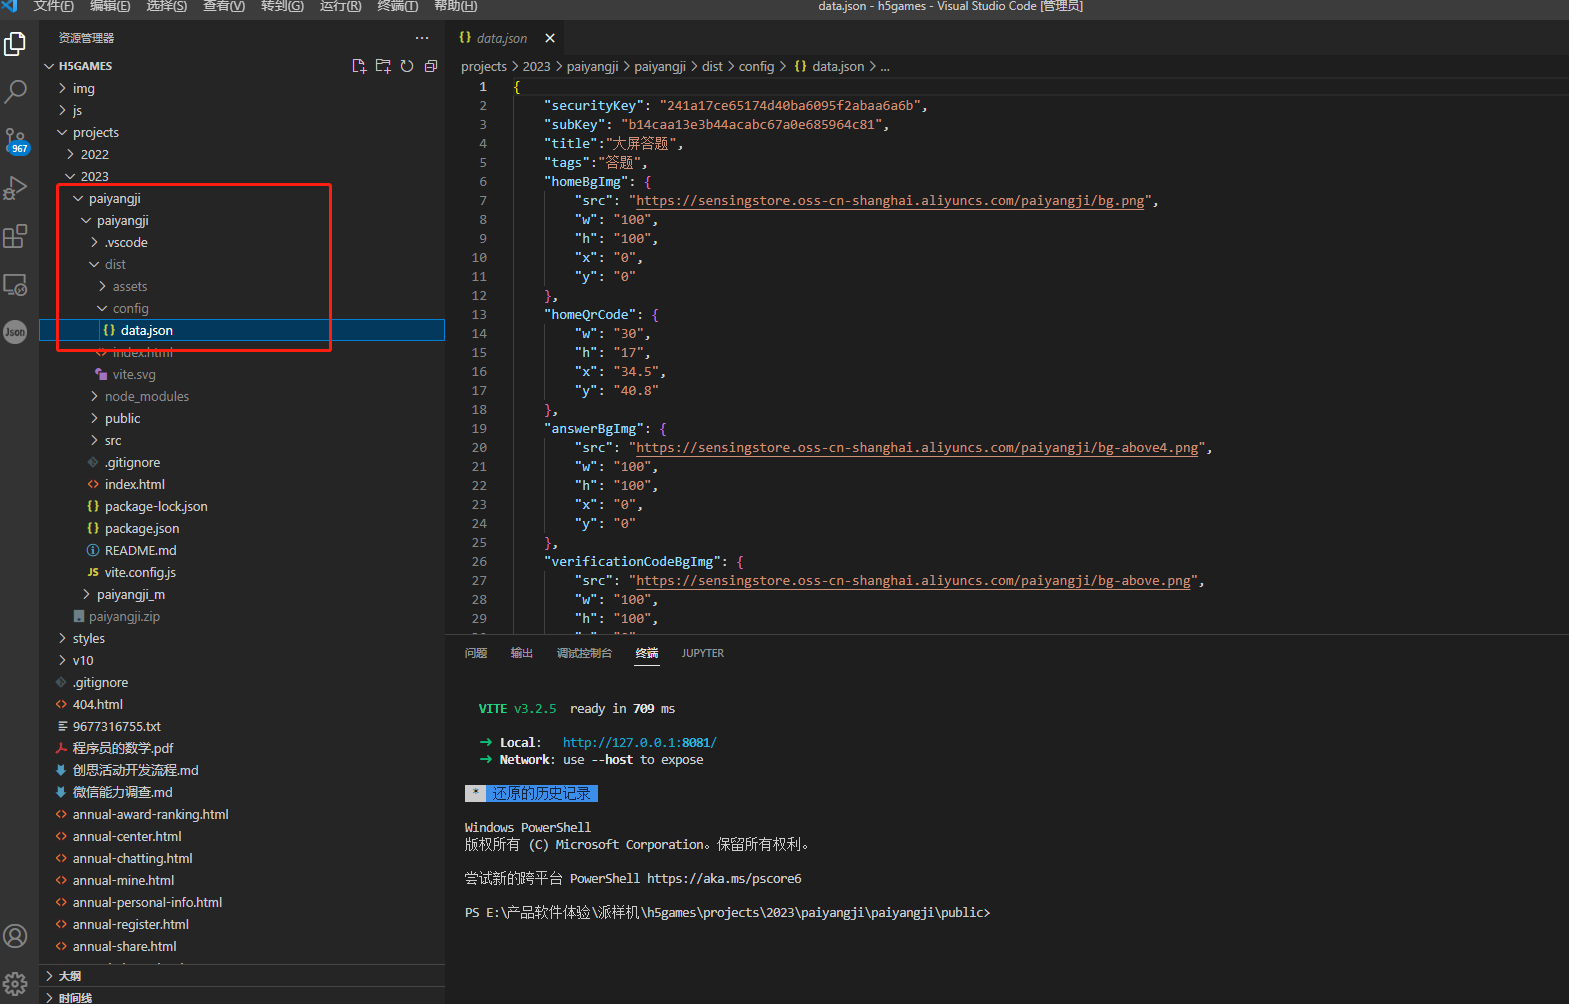 文件(F) 编辑(E) 选择(S) 查看(V) 转到(G) 运行(R) 终端(T) 帮助(H)
data.json - h5games - Visual Studio Code [管理员]
资源管理器
H5GAMES
img
js
projects
2022
2023
paiyangji
paiyangji
.vscode
dist
assets
config
{} data.json
index.html
vite.svg
node_modules
public
src
.gitignore
index.html
{} package-lock.json
{} package.json
README.md
JS vite.config.js
paiyangji_m
paiyangji.zip
styles
v10
.gitignore
404.html
9677316755.txt
程序员的数学.pdf
创思活动开发流程.md
微信能力调查.md
annual-award-ranking.html
annual-center.html
annual-chatting.html
annual-mine.html
annual-personal-info.html
annual-register.html
annual-share.html
大纲
时间线
967
Json
{} data.json
projects > 2023 > paiyangji > paiyangji > dist > config > {} data.json > ...
1 {
2 "securityKey": "241a17ce65174d40ba6095f2abaa6a6b",
3 "subKey": "b14caa13e3b44acabc67a0e685964c81",
4 "title":"大屏答题",
5 "tags":"答题",
6 "homeBgImg": {
7 "src": "https://sensingstore.oss-cn-shanghai.aliyuncs.com/paiyangji/bg.png",
8 "w": "100",
9 "h": "100",
10 "x": "0",
11 "y": "0"
12 },
13 "homeQrCode": {
14 "w": "30",
15 "h": "17",
16 "x": "34.5",
17 "y": "40.8"
18 },
19 "answerBgImg": {
20 "src": "https://sensingstore.oss-cn-shanghai.aliyuncs.com/paiyangji/bg-above4.png",
21 "w": "100",
22 "h": "100",
23 "x": "0",
24 "y": "0"
25 },
26 "verificationCodeBgImg": {
27 "src": "https://sensingstore.oss-cn-shanghai.aliyuncs.com/paiyangji/bg-above.png",
28 "w": "100",
29 "h": "100",
问题 输出 调试控制台 终端 JUPYTER
VITE v3.2.5 ready in 709 ms
➜ Local: http://127.0.0.1:8081/
➜ Network: use --host to expose
* 还原的历史记录
Windows PowerShell
版权所有 (C) Microsoft Corporation。保留所有权利。
尝试新的跨平台 PowerShell https://aka.ms/pscore6
PS E:\产品软件体验\派样机\h5games\projects\2023\paiyangji\paiyangji\public>